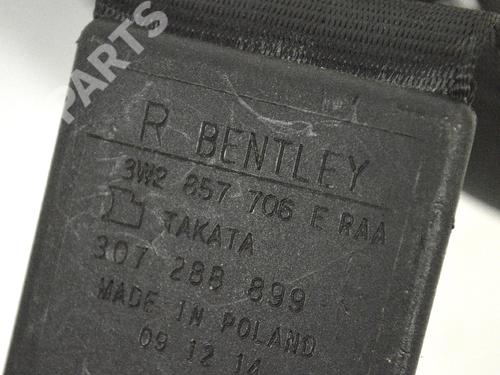 PARTS
R BENTLEY
3W2 857 706 E RAA
TAKATA
307 288 899
MADE IN POLAND
09 12 14